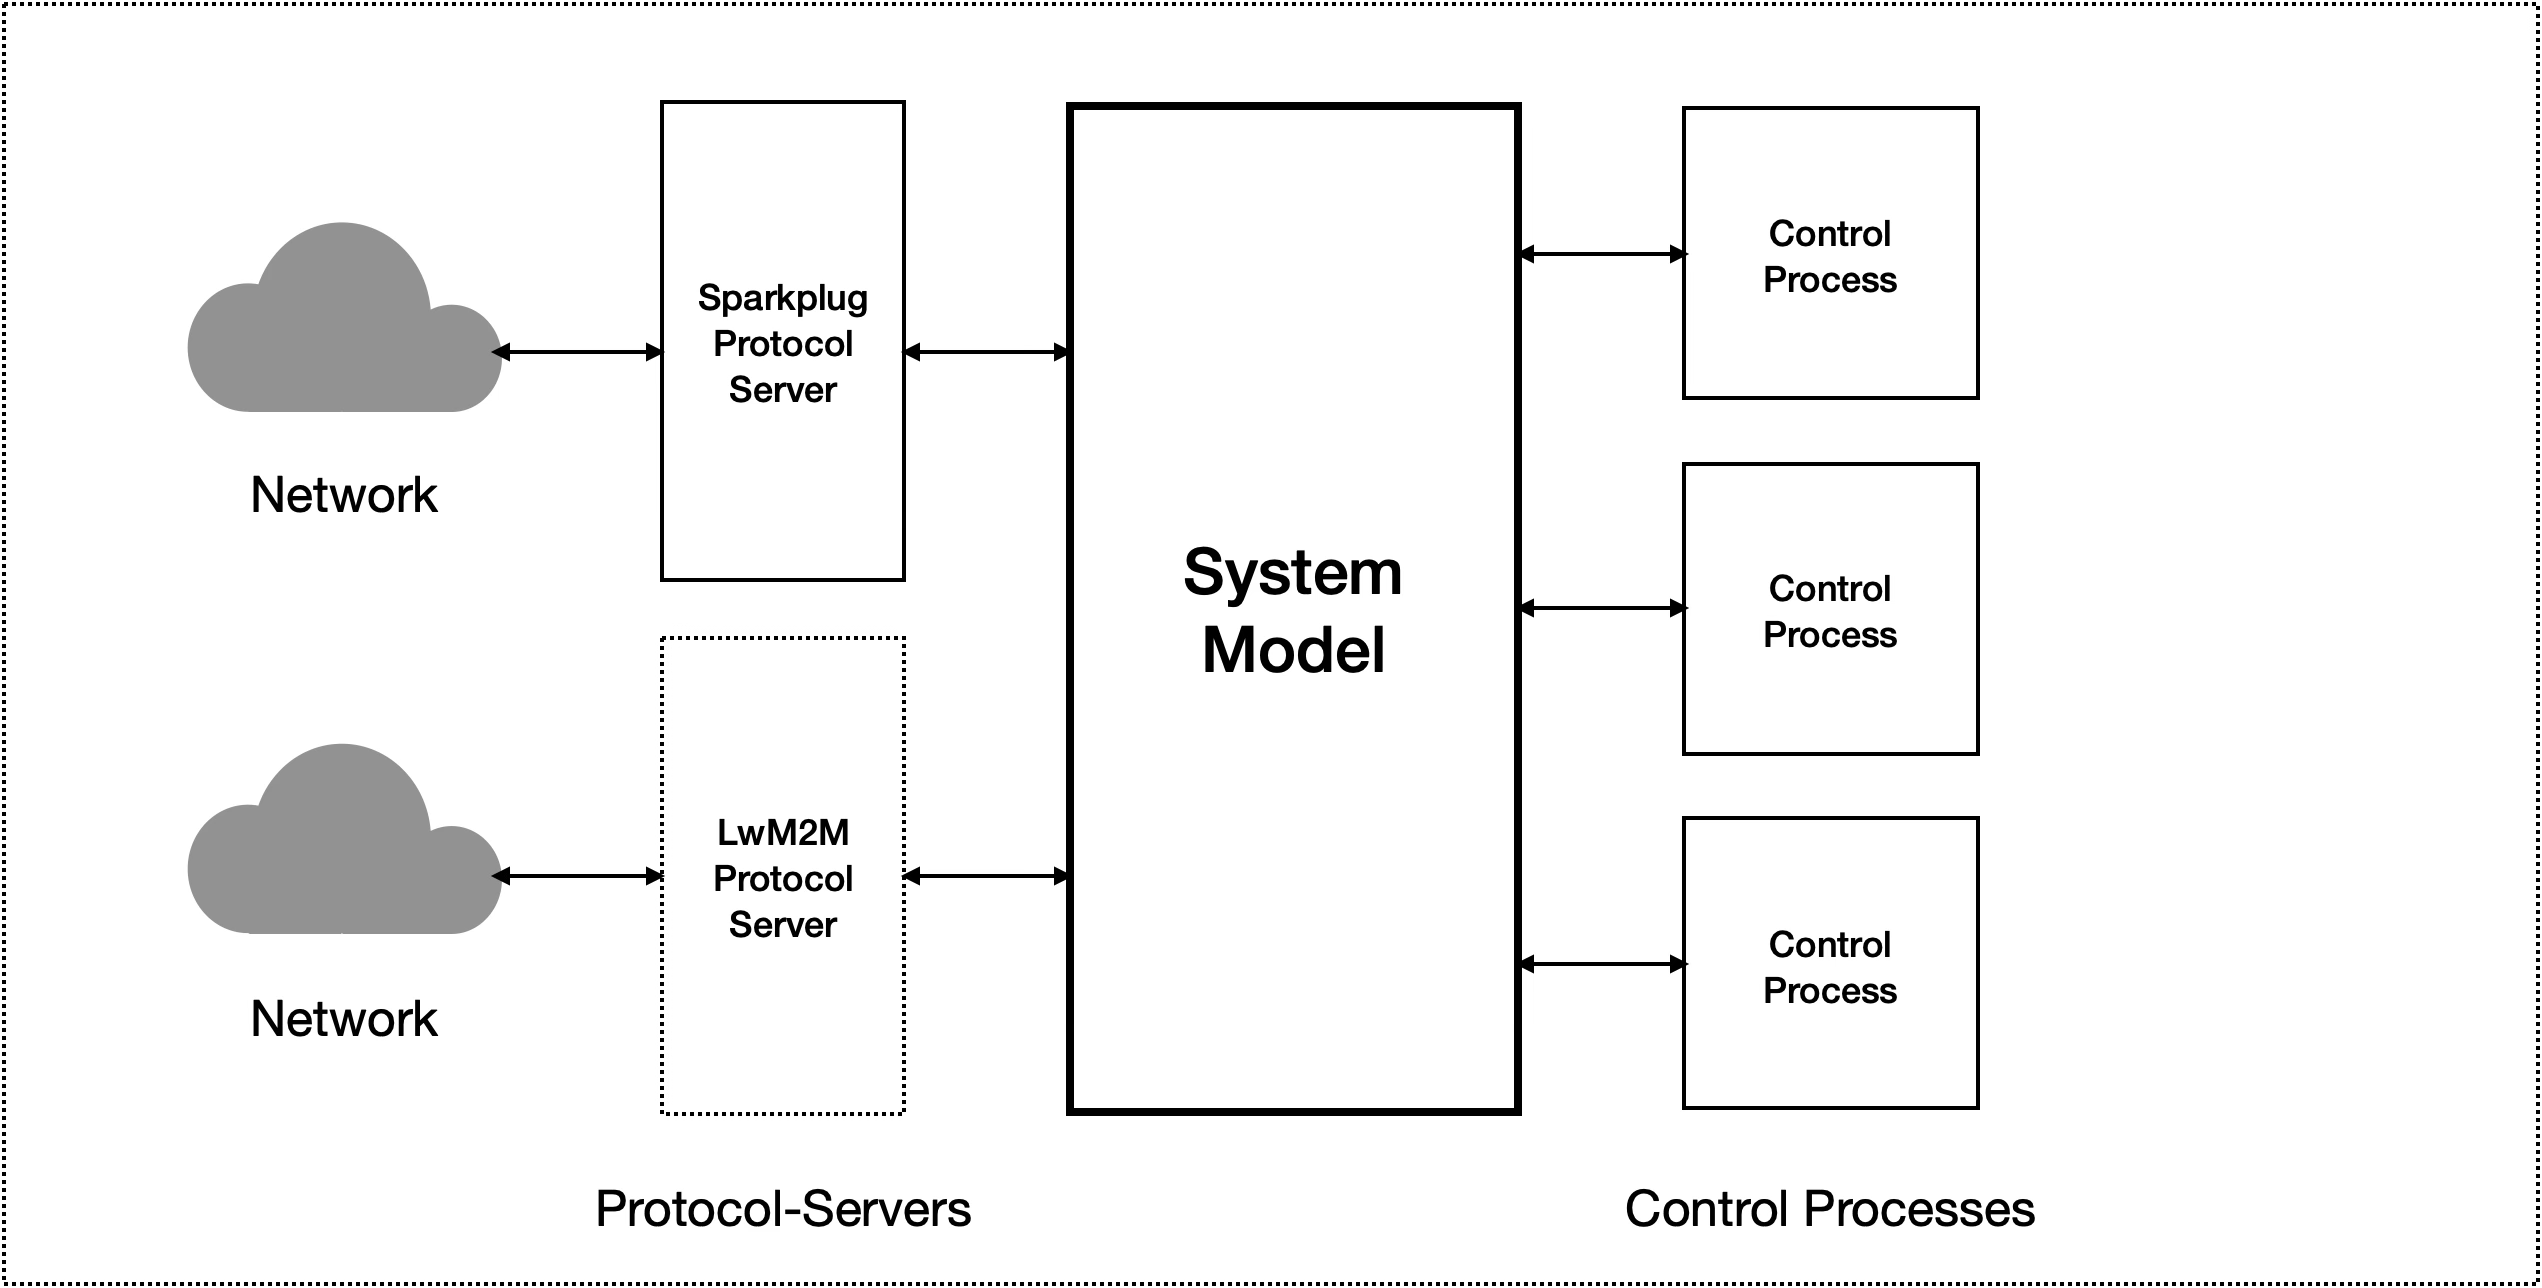 Sparkplug
Protocol
Server
Network
LwM2M
Protocol
Server
Network
Protocol-Servers
System
Model
Control
Process
Control
Process
Control
Process
Control Processes